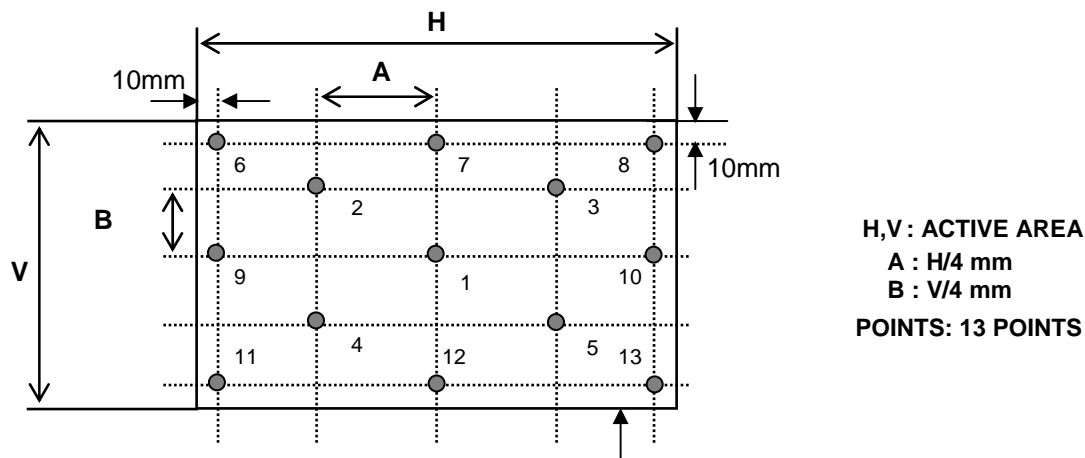 H
10mm
A
6
7
8
10mm
2
3
B
V
9
1
10
H,V : ACTIVE AREA
A : H/4 mm
B : V/4 mm
POINTS: 13 POINTS
4
5
11
12
13